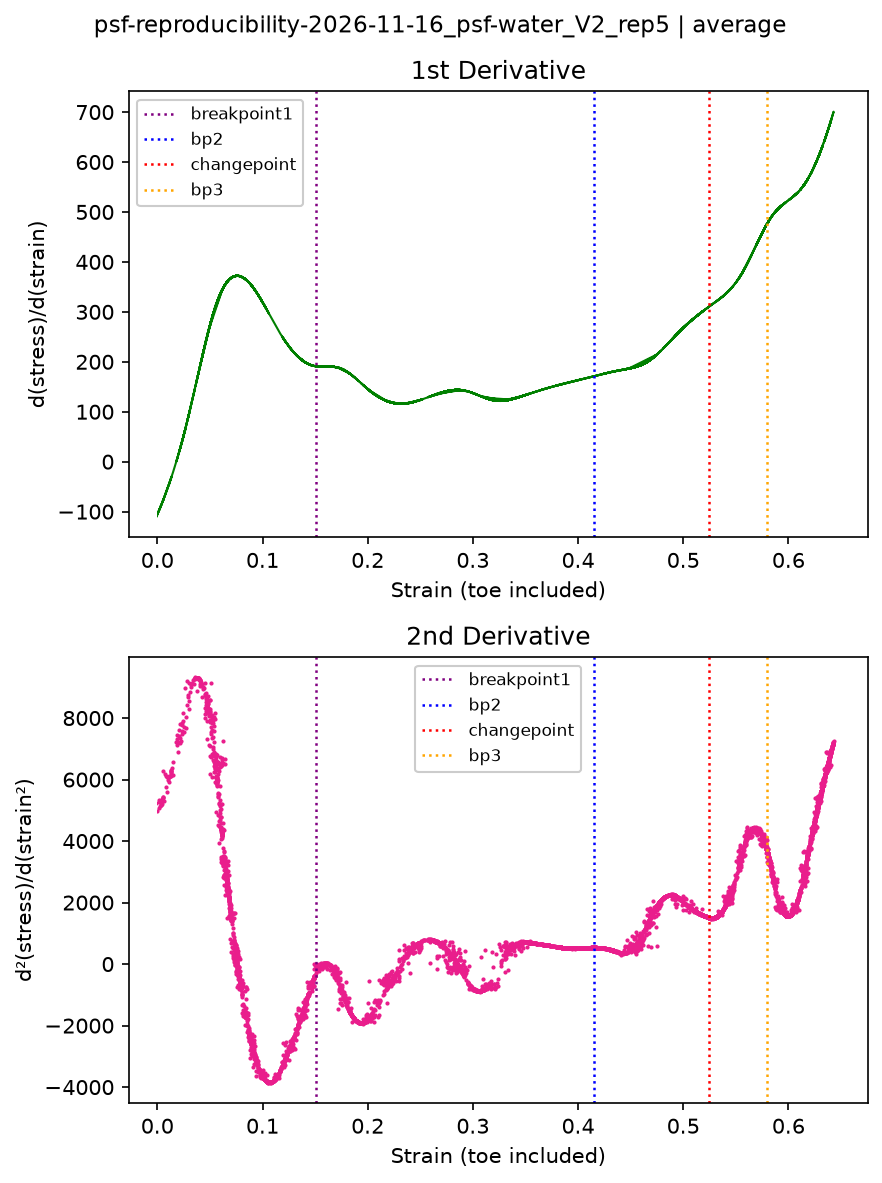 psf-reproducibility-2026-11-16_psf-water_V2_rep5 | average
1st Derivative
breakpoint1
bp2
changepoint
bp3
d(stress)/d(strain)
700
600
500
400
300
200
100
0
−100
0.0 0.1 0.2 0.3 0.4 0.5 0.6
Strain (toe included)
2nd Derivative
breakpoint1
bp2
changepoint
bp3
d²(stress)/d(strain²)
8000
6000
4000
2000
0
−2000
−4000
0.0 0.1 0.2 0.3 0.4 0.5 0.6
Strain (toe included)